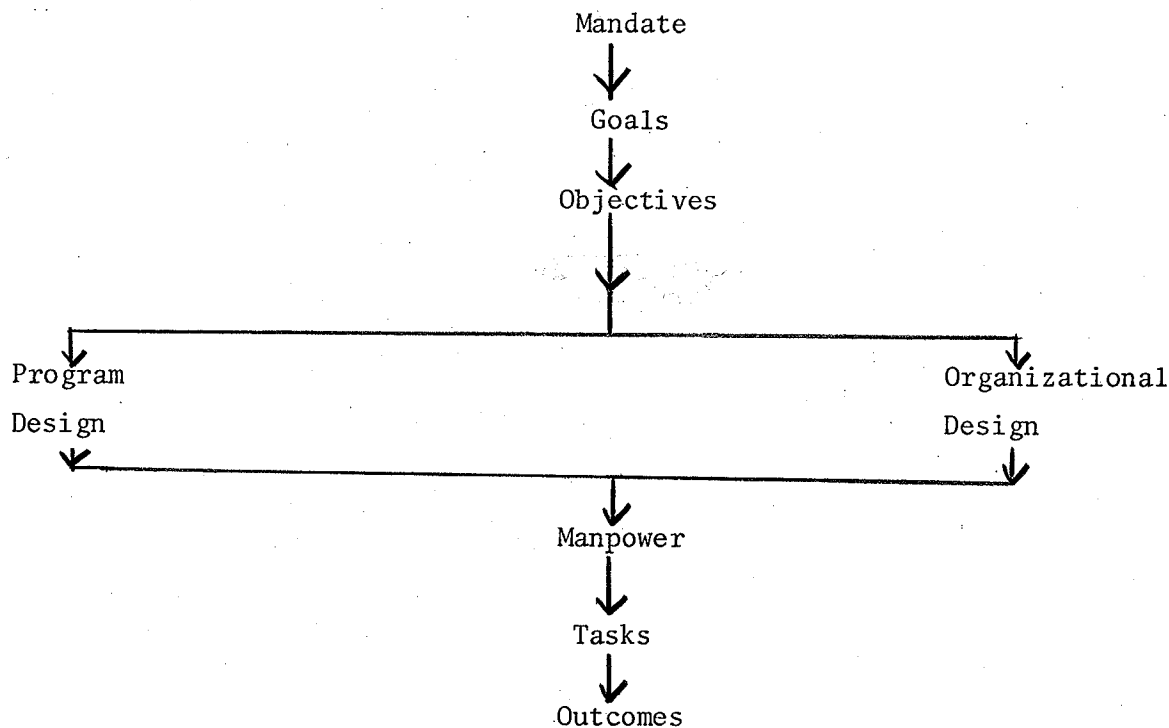 Mandate
Goals
Objectives
Program
Design
Organizational
Design
Manpower
Tasks
Outcomes